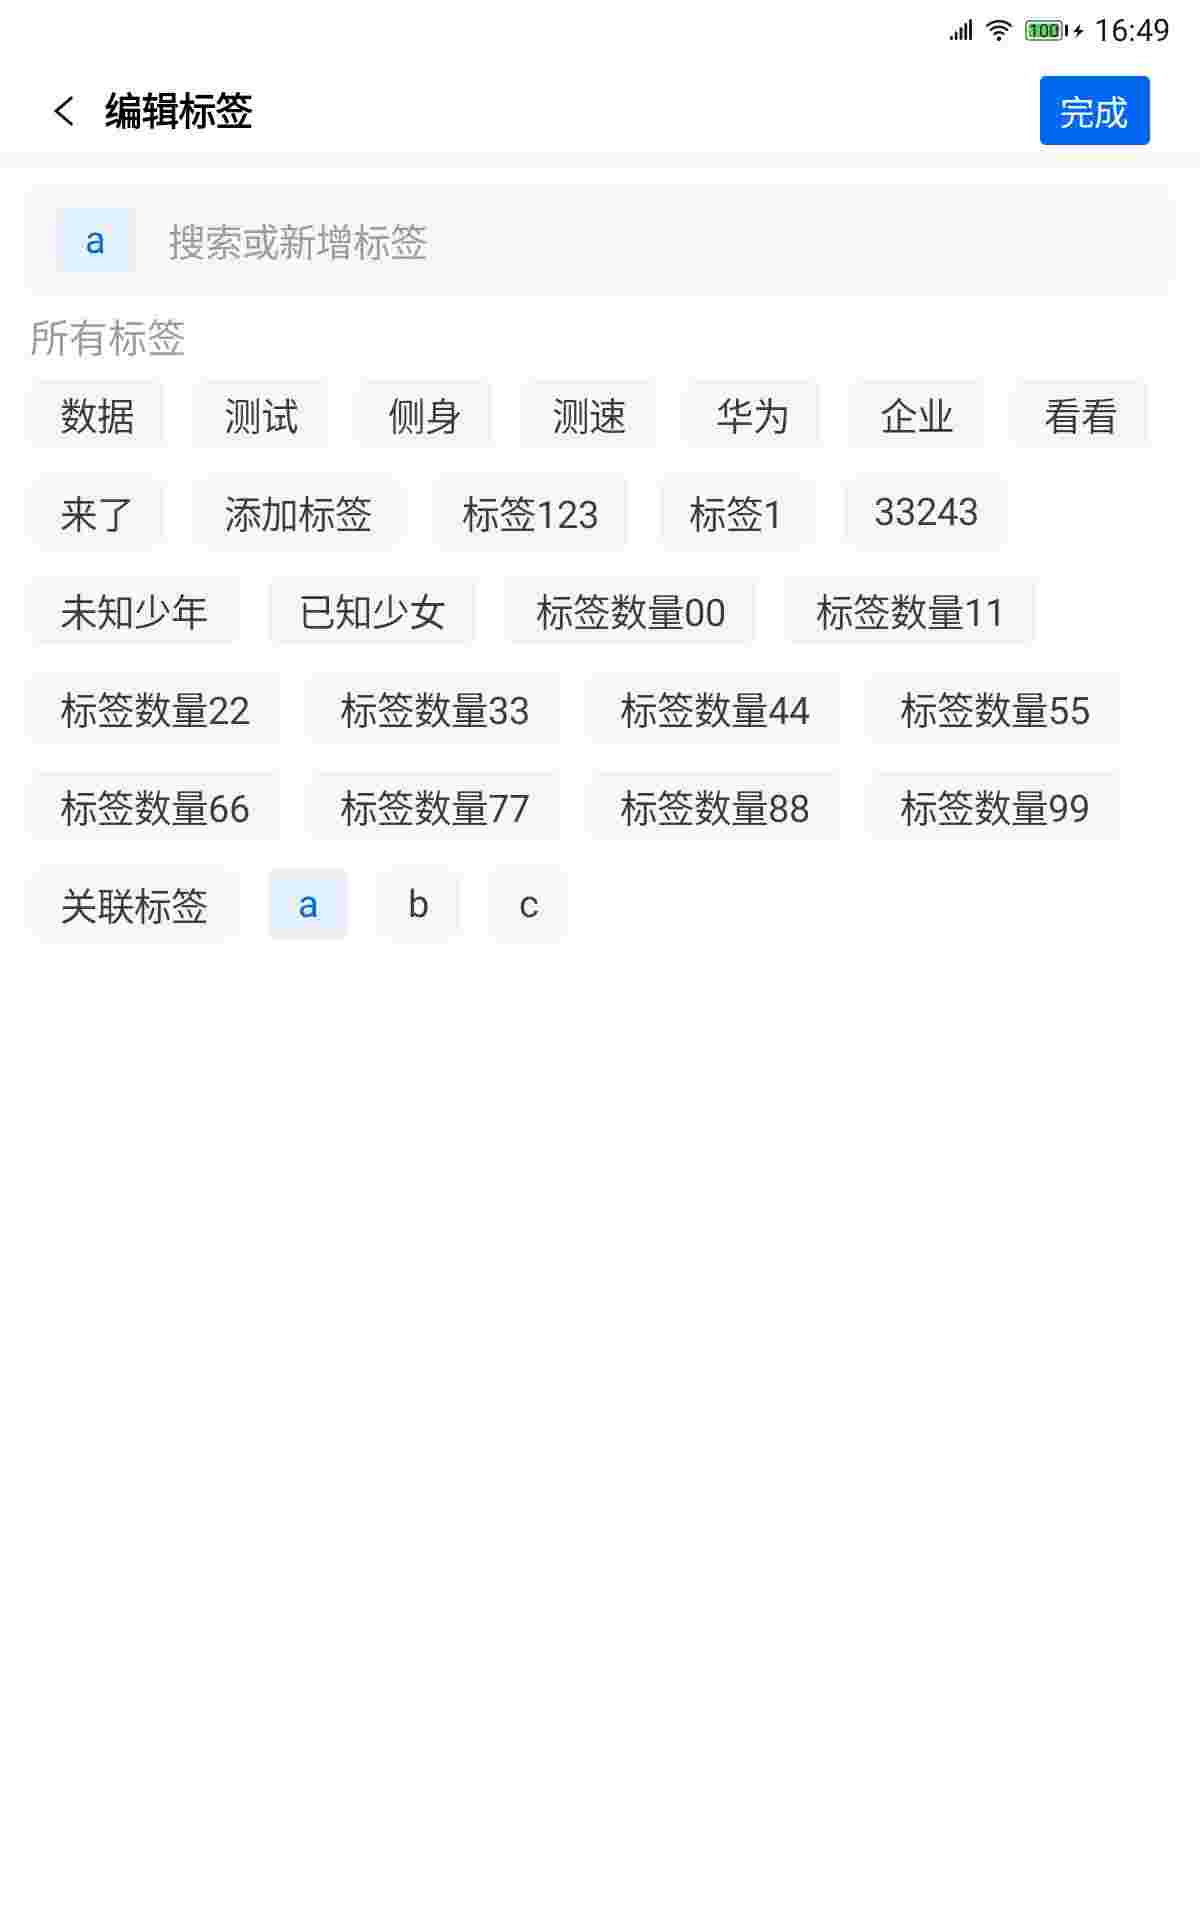 100 16:49
编辑标签 完成
a 搜索或新增标签
所有标签
数据 测试 侧身 测速 华为 企业 看看
来了 添加标签 标签123 标签1 33243
未知少年 已知少女 标签数量00 标签数量11
标签数量22 标签数量33 标签数量44 标签数量55
标签数量66 标签数量77 标签数量88 标签数量99
关联标签 a b c